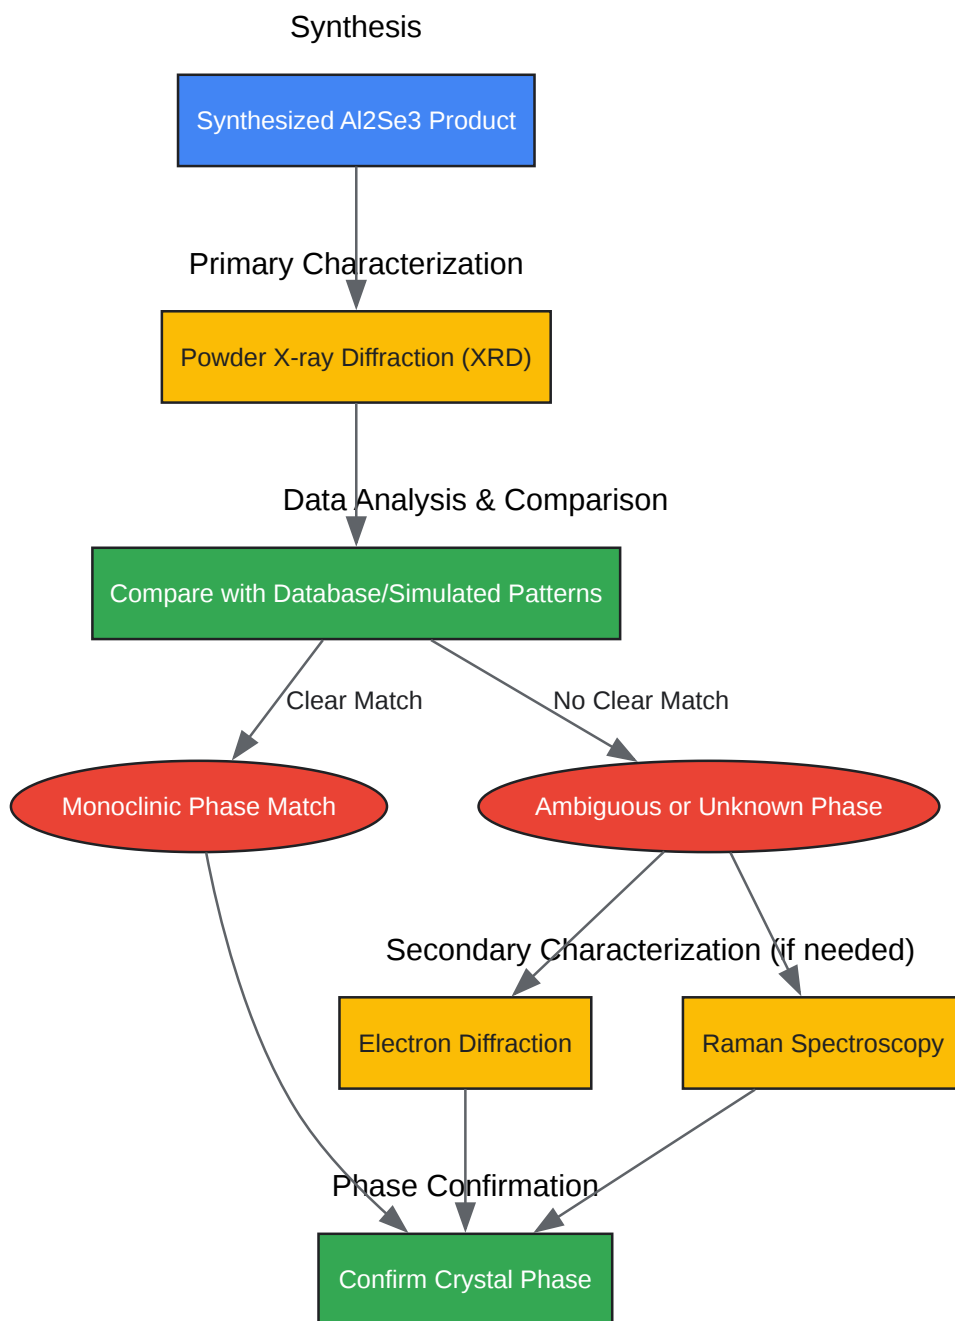 Synthesis
Synthesized Al2Se3 Product
Primary Characterization
Powder X-ray Diffraction (XRD)
Data Analysis & Comparison
Compare with Database/Simulated Patterns
Clear Match
No Clear Match
Monoclinic Phase Match
Ambiguous or Unknown Phase
Secondary Characterization (if needed)
Electron Diffraction
Raman Spectroscopy
Phase Confirmation
Confirm Crystal Phase